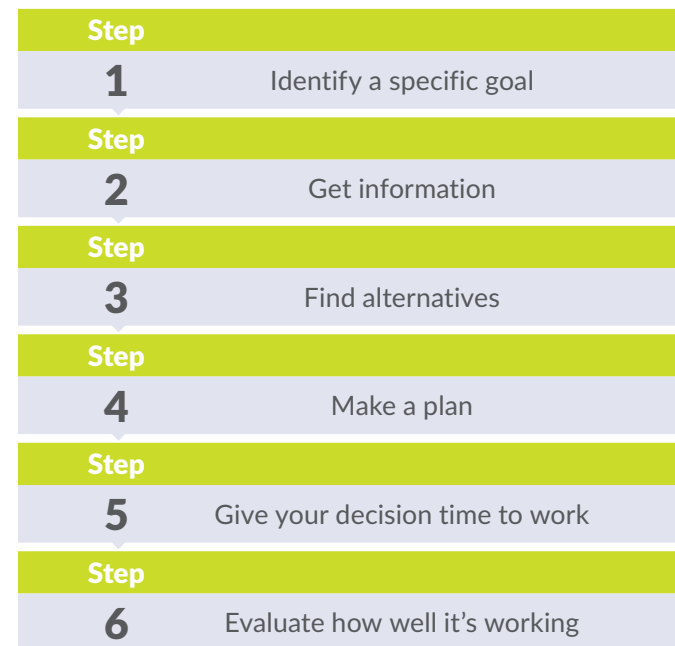 Step
1 Identify a specific goal
Step
2 Get information
Step
3 Find alternatives
Step
4 Make a plan
Step
5 Give your decision time to work
Step
6 Evaluate how well it’s working